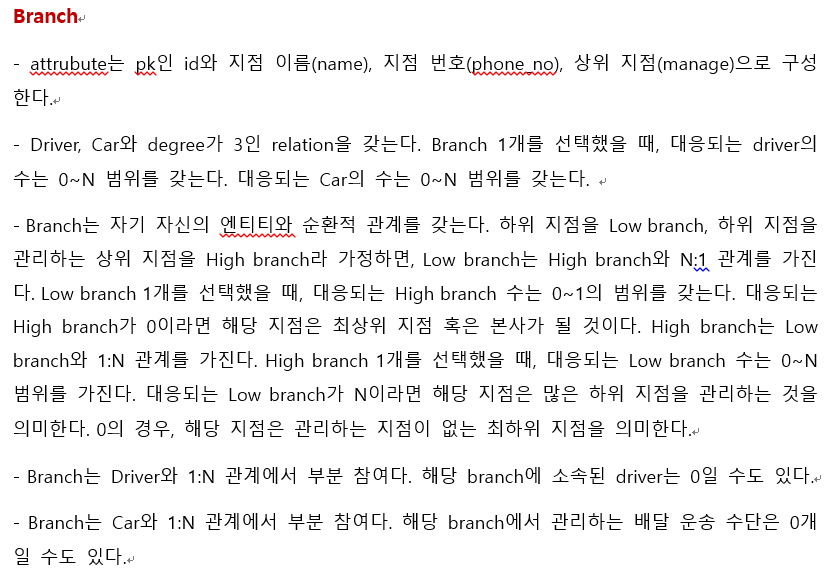 Branch
- attrubute는 pk인 id와 지점 이름(name), 지점 번호(phone_no), 상위 지점(manage)으로 구성
한다.
- Driver, Car와 degree가 3인 relation을 갖는다. Branch 1개를 선택했을 때, 대응되는 driver의
수는 0~N 범위를 갖는다. 대응되는 Car의 수는 0~N 범위를 갖는다.
- Branch는 자기 자신의 엔티티와 순환적 관계를 갖는다. 하위 지점을 Low branch, 하위 지점을
관리하는 상위 지점을 High branch라 가정하면, Low branch는 High branch와 N:1 관계를 가진
다. Low branch 1개를 선택했을 때, 대응되는 High branch 수는 0~1의 범위를 갖는다. 대응되는
High branch가 0이라면 해당 지점은 최상위 지점 혹은 본사가 될 것이다. High branch는 Low
branch와 1:N 관계를 가진다. High branch 1개를 선택했을 때, 대응되는 Low branch 수는 0~N
범위를 가진다. 대응되는 Low branch가 N이라면 해당 지점은 많은 하위 지점을 관리하는 것을
의미한다. 0의 경우, 해당 지점은 관리하는 지점이 없는 최하위 지점을 의미한다.
- Branch는 Driver와 1:N 관계에서 부분 참여다. 해당 branch에 소속된 driver는 0일 수도 있다.
- Branch는 Car와 1:N 관계에서 부분 참여다. 해당 branch에서 관리하는 배달 운송 수단은 0개
일 수도 있다.